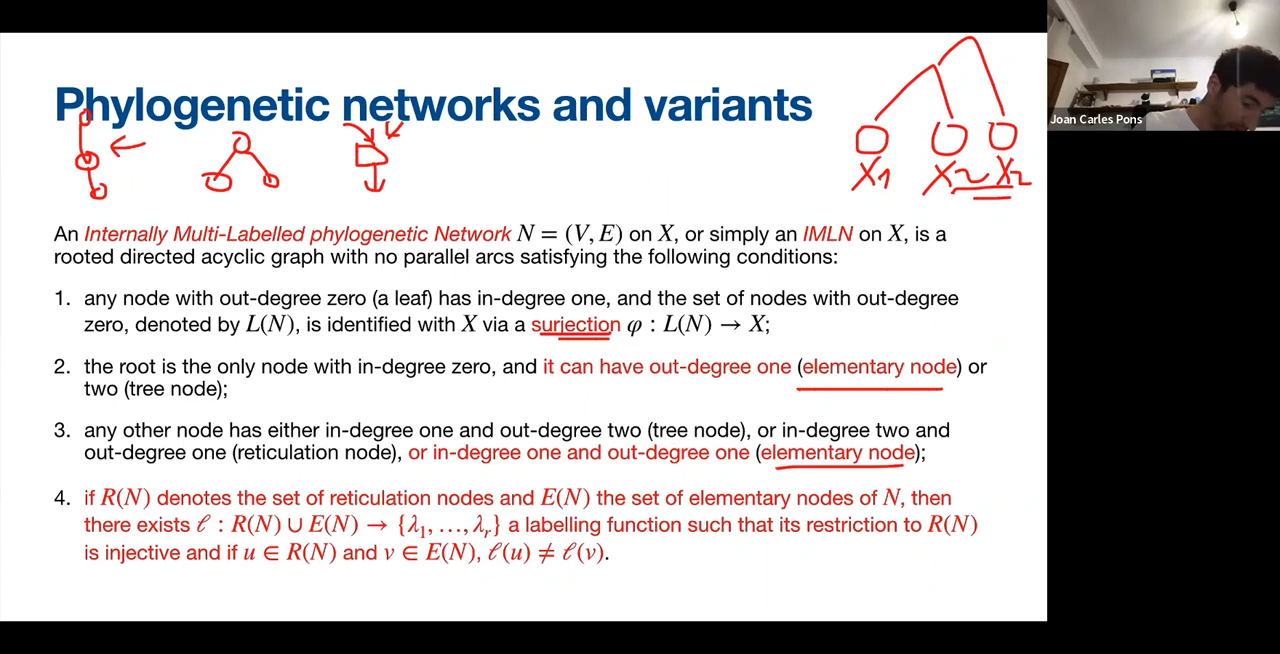 Phylogenetic networks and variants
X1 X2 X2
Joan Carles Pons
An Internally Multi-Labelled phylogenetic Network N = (V, E) on X, or simply an IMLN on X, is a
rooted directed acyclic graph with no parallel arcs satisfying the following conditions:
1. any node with out-degree zero (a leaf) has in-degree one, and the set of nodes with out-degree
zero, denoted by L(N), is identified with X via a surjection φ : L(N) → X;
2. the root is the only node with in-degree zero, and it can have out-degree one (elementary node) or
two (tree node);
3. any other node has either in-degree one and out-degree two (tree node), or in-degree two and
out-degree one (reticulation node), or in-degree one and out-degree one (elementary node);
4. if R(N) denotes the set of reticulation nodes and E(N) the set of elementary nodes of N, then
there exists ℓ : R(N) ∪ E(N) → {λ₁, …, λᵣ} a labelling function such that its restriction to R(N)
is injective and if u ∈ R(N) and v ∈ E(N), ℓ(u) ≠ ℓ(v).